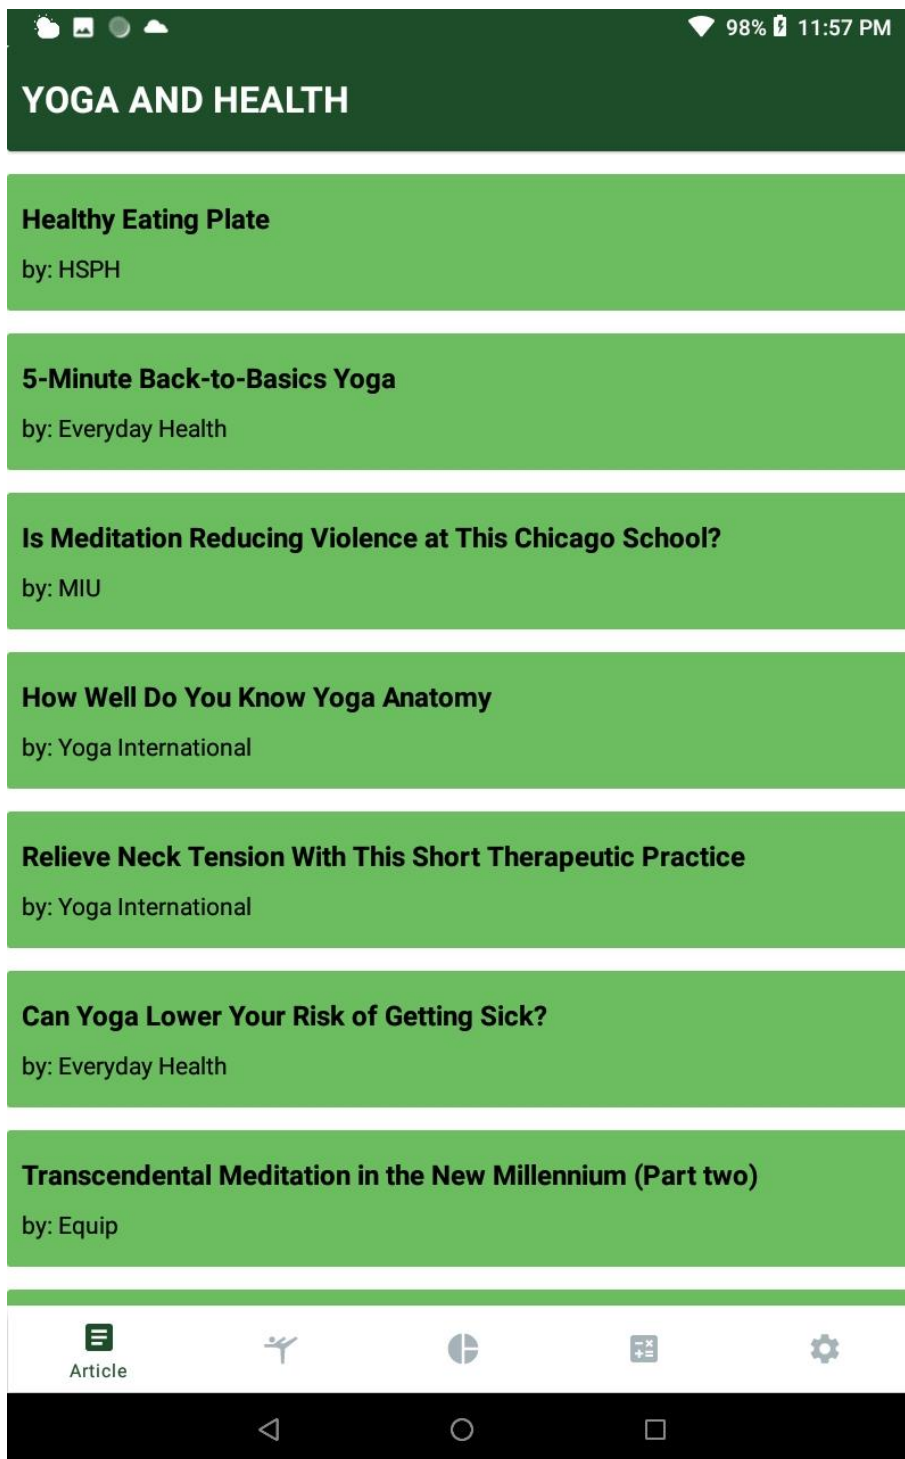 98% 11:57 PM
YOGA AND HEALTH
Healthy Eating Plate
by: HSPH
5-Minute Back-to-Basics Yoga
by: Everyday Health
Is Meditation Reducing Violence at This Chicago School?
by: MIU
How Well Do You Know Yoga Anatomy
by: Yoga International
Relieve Neck Tension With This Short Therapeutic Practice
by: Yoga International
Can Yoga Lower Your Risk of Getting Sick?
by: Everyday Health
Transcendental Meditation in the New Millennium (Part two)
by: Equip
Article